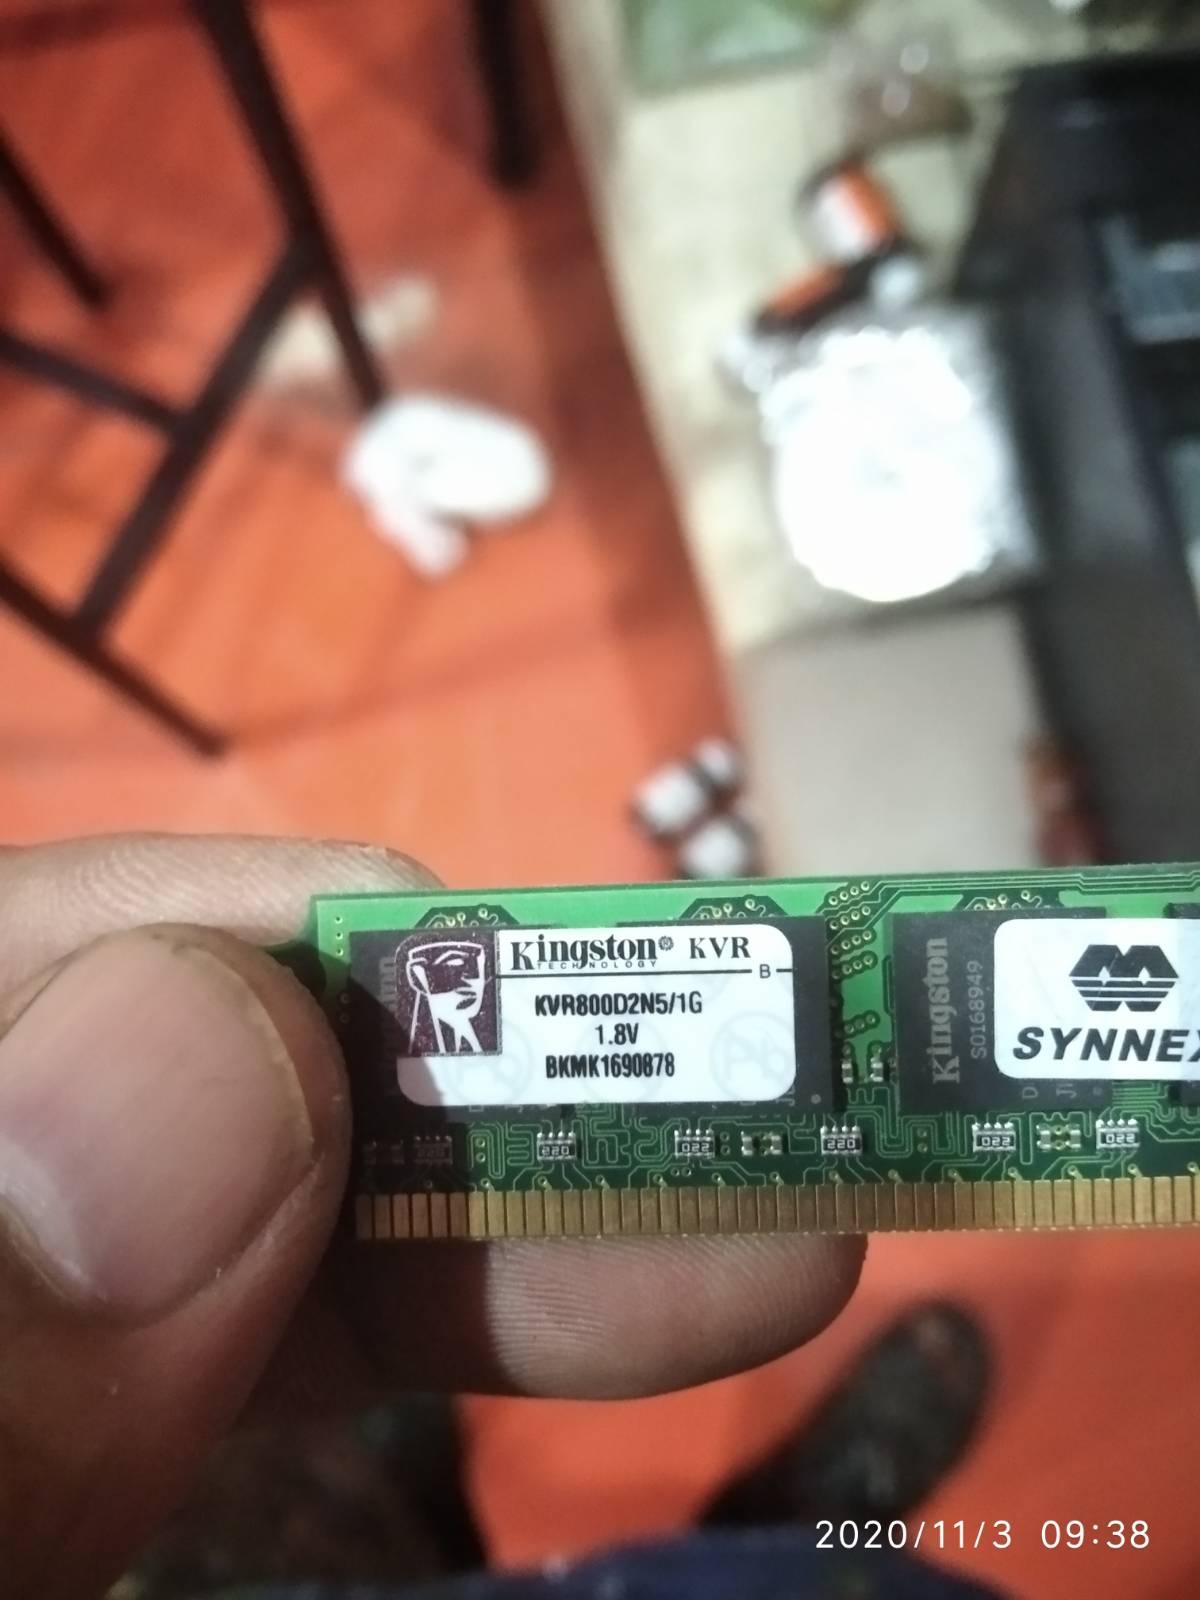 Kingston® KVR
TECHNOLOGY
B
KVR800D2N5/1G
1.8V
BKMK1690878
Kingston
S0168949
SYNNEX
220
022
220
022
022
2020/11/3 09:38